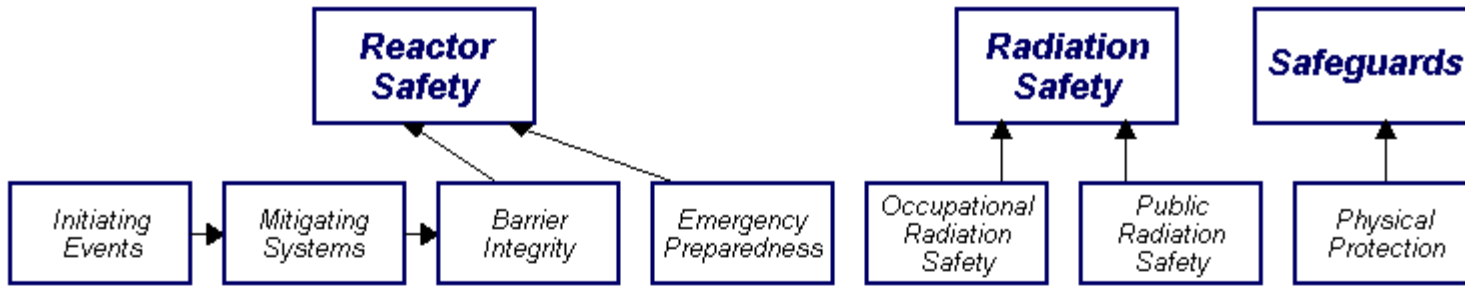 Reactor
Safety
Radiation
Safety
Safeguards
Initiating
Events
Mitigating
Systems
Barrier
Integrity
Emergency
Preparedness
Occupational
Radiation
Safety
Public
Radiation
Safety
Physical
Protection